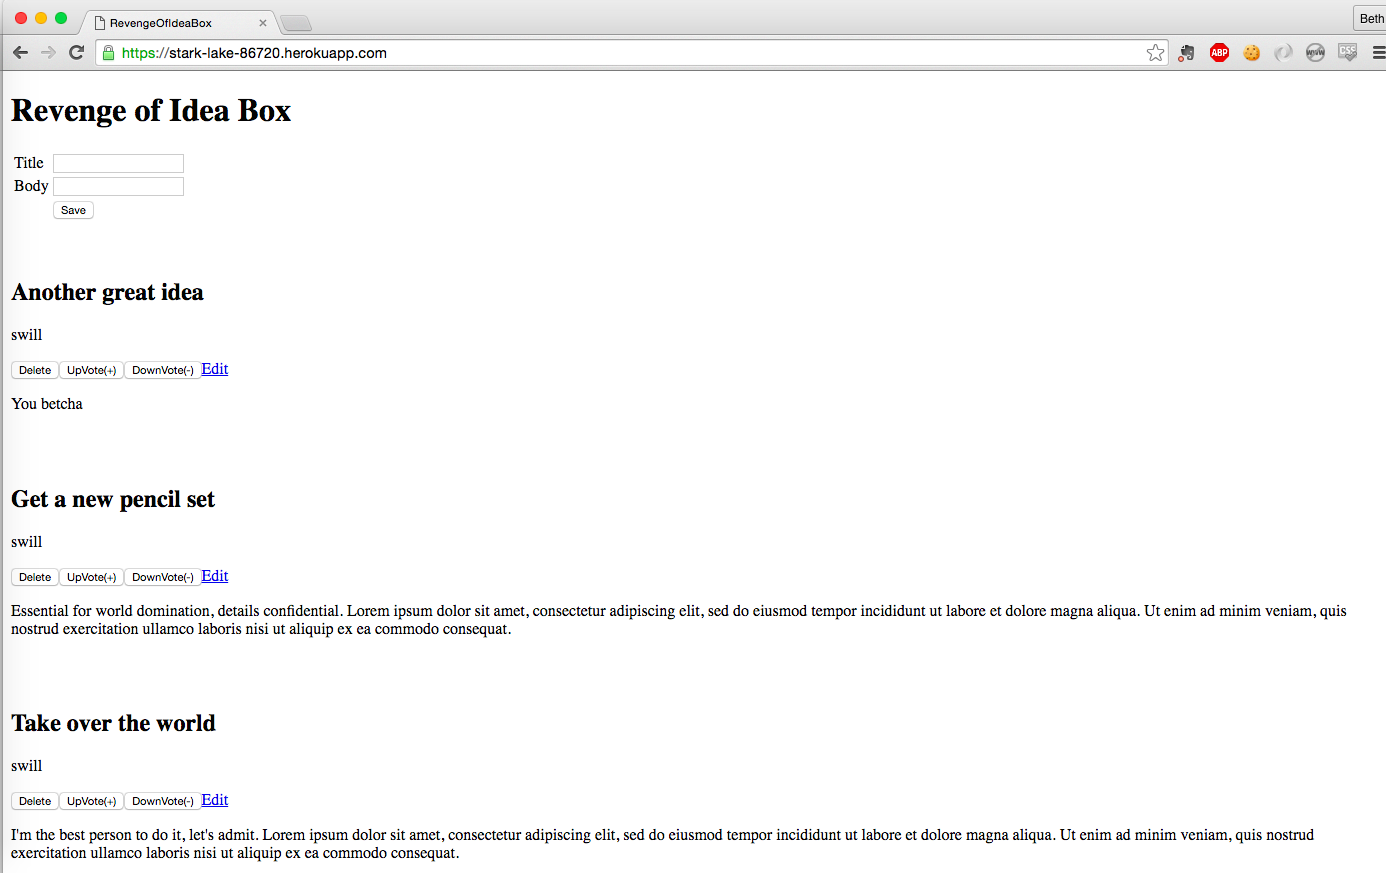 RevengeOfIdeaBox
Beth
https://stark-lake-86720.herokuapp.com
ABP
WWW
CSS
Revenge of Idea Box
Title
Body
Save
Another great idea
swill
Delete UpVote(+) DownVote(-) Edit
You betcha
Get a new pencil set
swill
Delete UpVote(+) DownVote(-) Edit
Essential for world domination, details confidential. Lorem ipsum dolor sit amet, consectetur adipiscing elit, sed do eiusmod tempor incididunt ut labore et dolore magna aliqua. Ut enim ad minim veniam, quis
nostrud exercitation ullamco laboris nisi ut aliquip ex ea commodo consequat.
Take over the world
swill
Delete UpVote(+) DownVote(-) Edit
I'm the best person to do it, let's admit. Lorem ipsum dolor sit amet, consectetur adipiscing elit, sed do eiusmod tempor incididunt ut labore et dolore magna aliqua. Ut enim ad minim veniam, quis nostrud
exercitation ullamco laboris nisi ut aliquip ex ea commodo consequat.